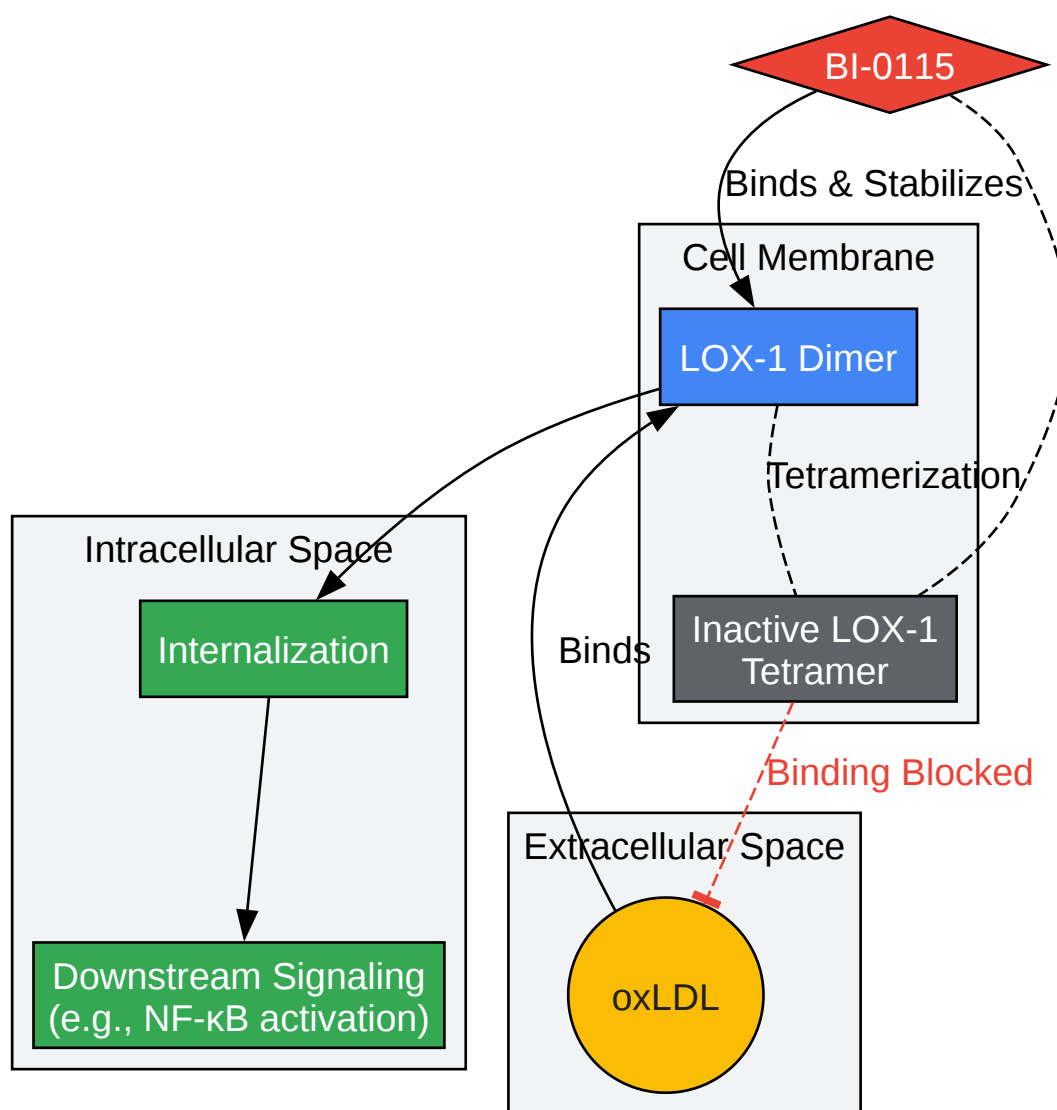 BI-0115
Binds & Stabilizes
Cell Membrane
LOX-1 Dimer
Tetramerization
Intracellular Space
Internalization
Binds
Inactive LOX-1
Tetramer
Binding Blocked
Extracellular Space
Downstream Signaling
(e.g., NF-κB activation)
oxLDL